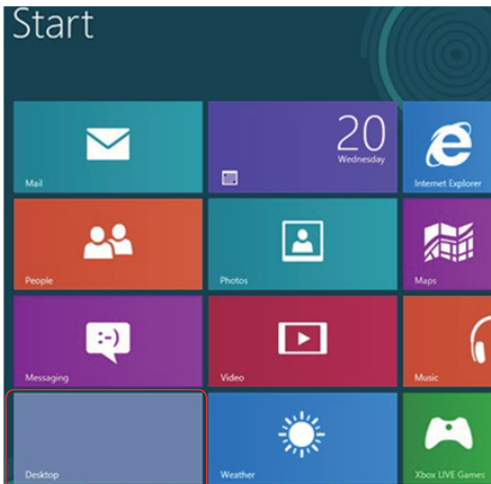 Start
20
Wednesday
Mail
Internet Explorer
People
Photos
Maps
:-)
Messaging
Video
Music
Desktop
Weather
Xbox LIVE Games